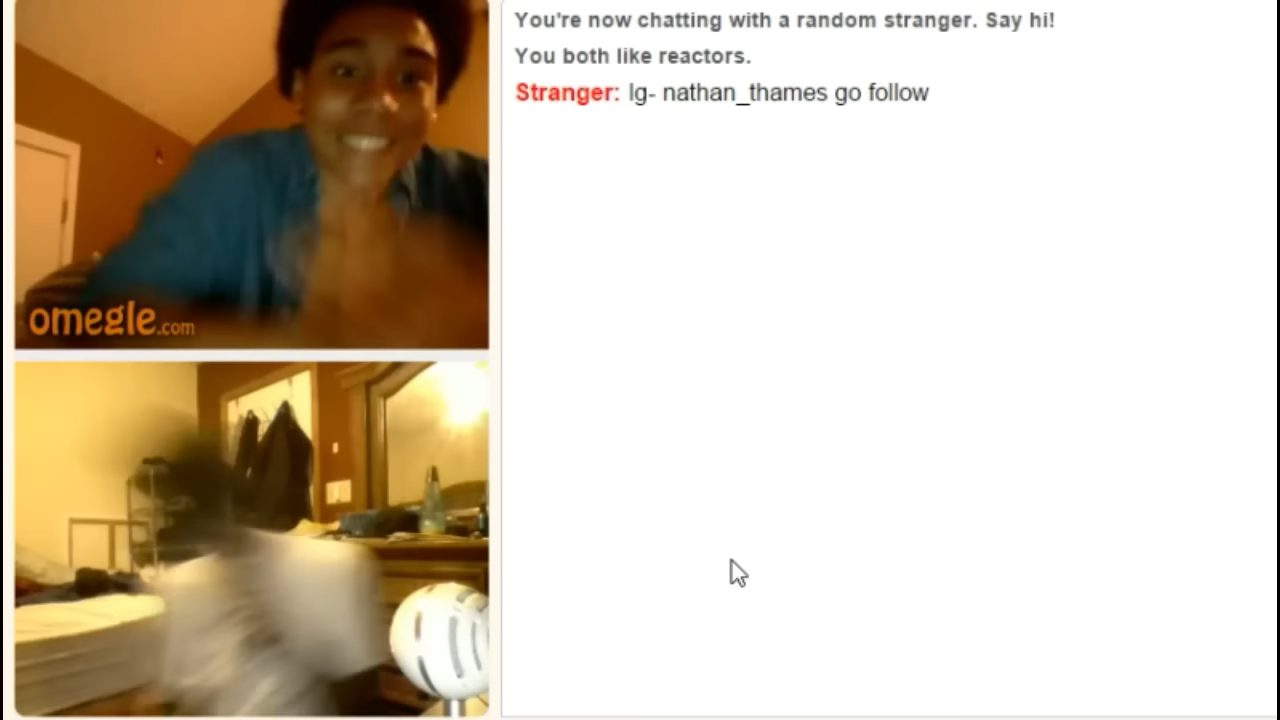 You're now chatting with a random stranger. Say hi!
You both like reactors.
Stranger: Ig- nathan_thames go follow
omegle.com